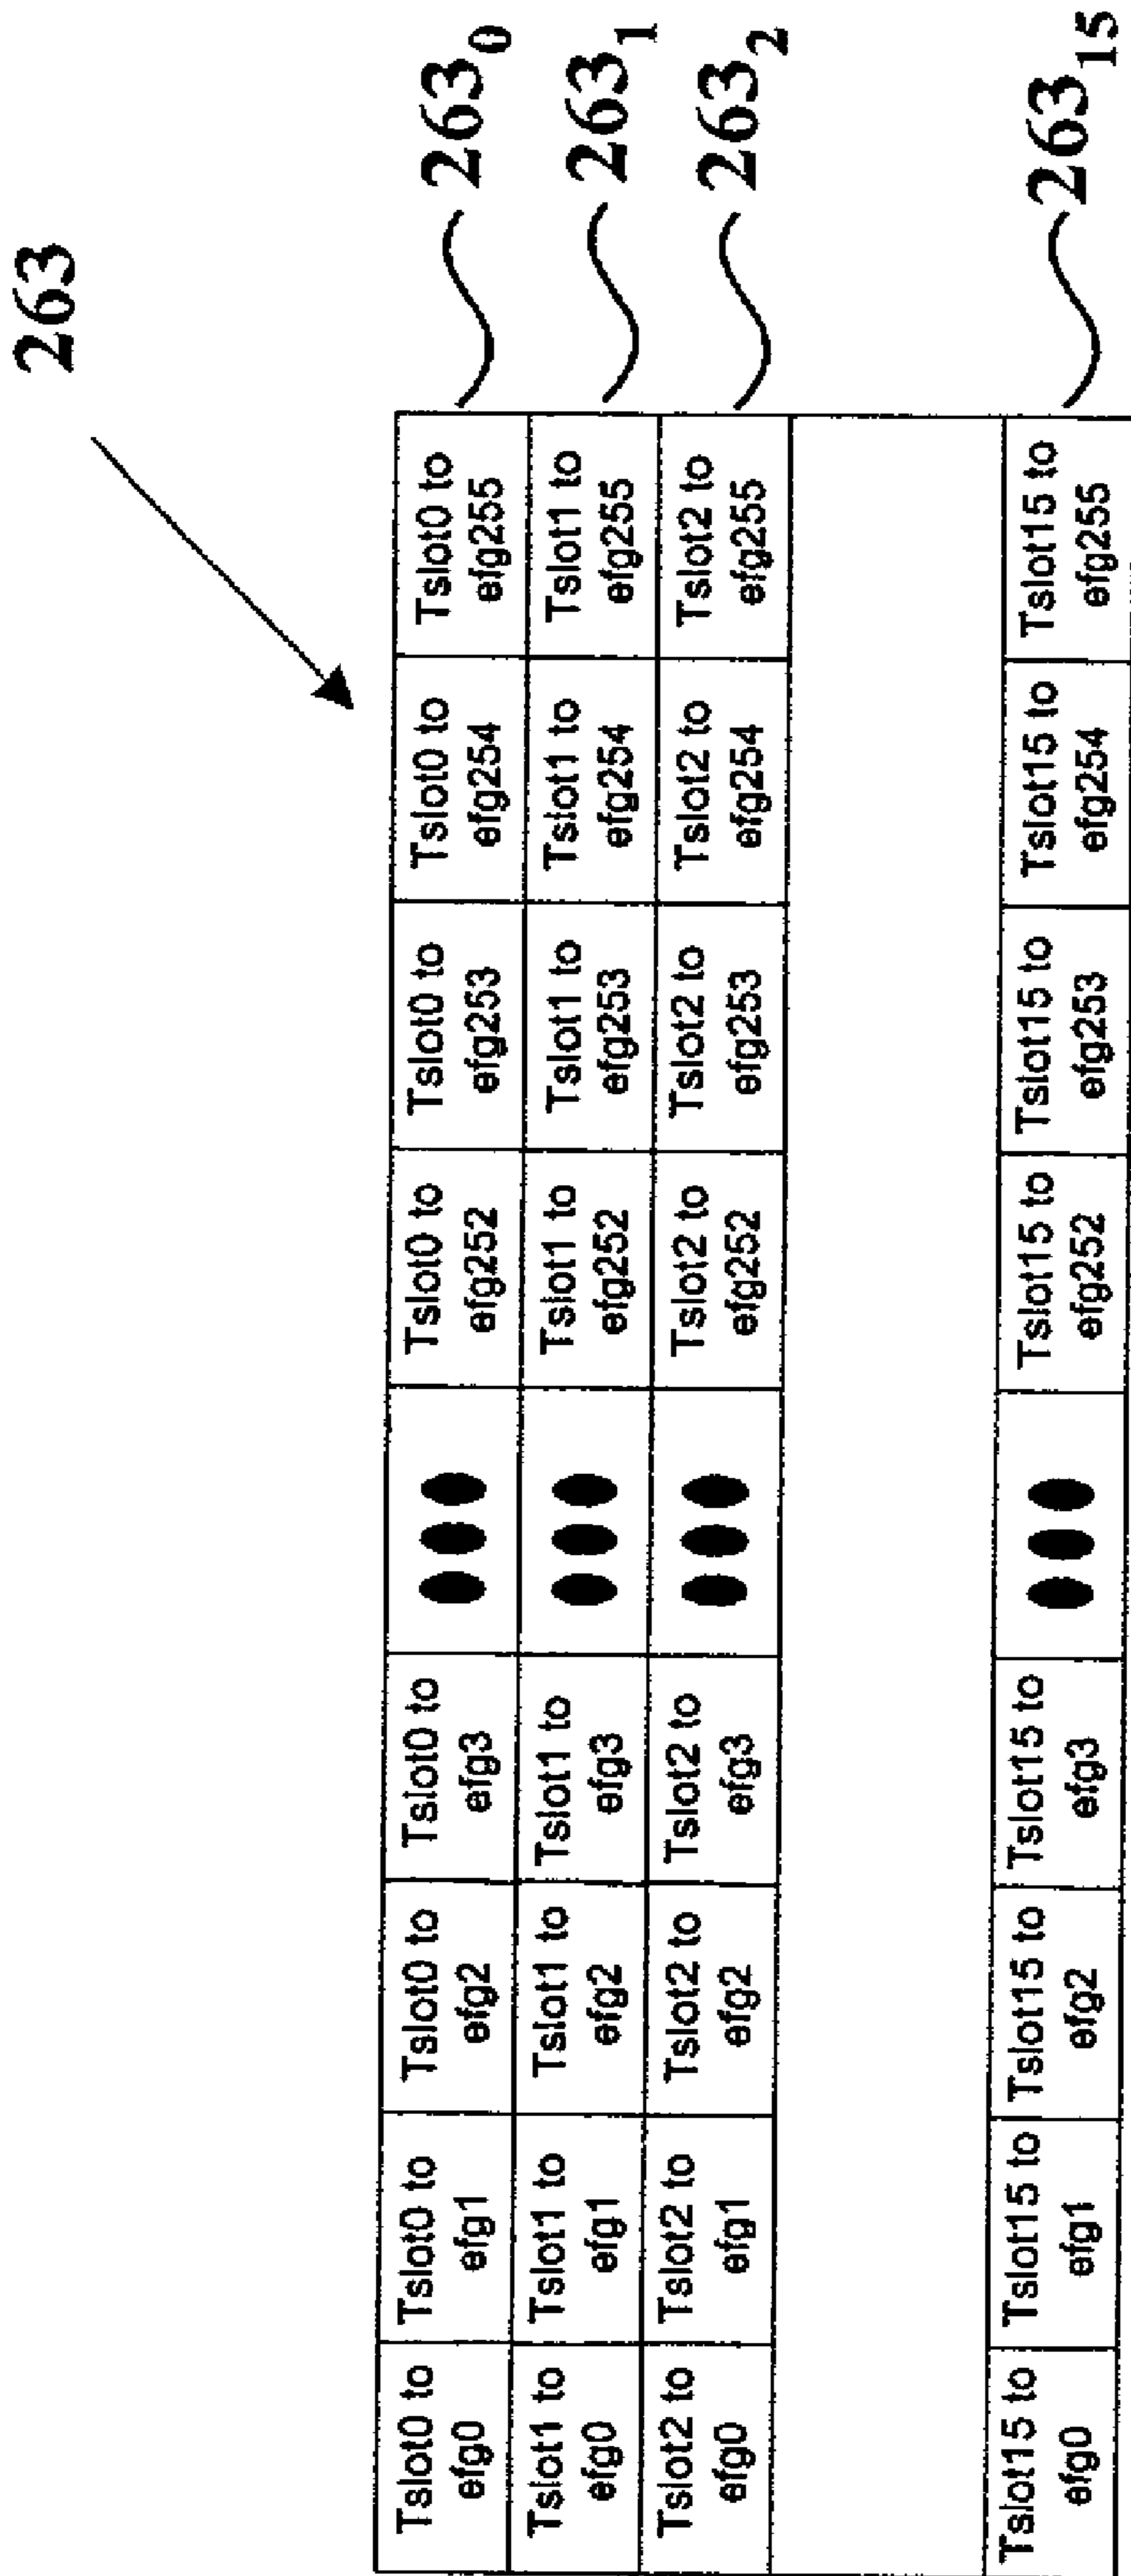 263
Tslot0 to efg0 Tslot0 to efg1 Tslot0 to efg2 Tslot0 to efg3 Tslot0 to efg252 Tslot0 to efg253 Tslot0 to efg254 Tslot0 to efg255 263₀
Tslot1 to efg0 Tslot1 to efg1 Tslot1 to efg2 Tslot1 to efg3 Tslot1 to efg252 Tslot1 to efg253 Tslot1 to efg254 Tslot1 to efg255 263₁
Tslot2 to efg0 Tslot2 to efg1 Tslot2 to efg2 Tslot2 to efg3 Tslot2 to efg252 Tslot2 to efg253 Tslot2 to efg254 Tslot2 to efg255 263₂
Tslot15 to efg0 Tslot15 to efg1 Tslot15 to efg2 Tslot15 to efg3 Tslot15 to efg252 Tslot15 to efg253 Tslot15 to efg254 Tslot15 to efg255 263₁₅